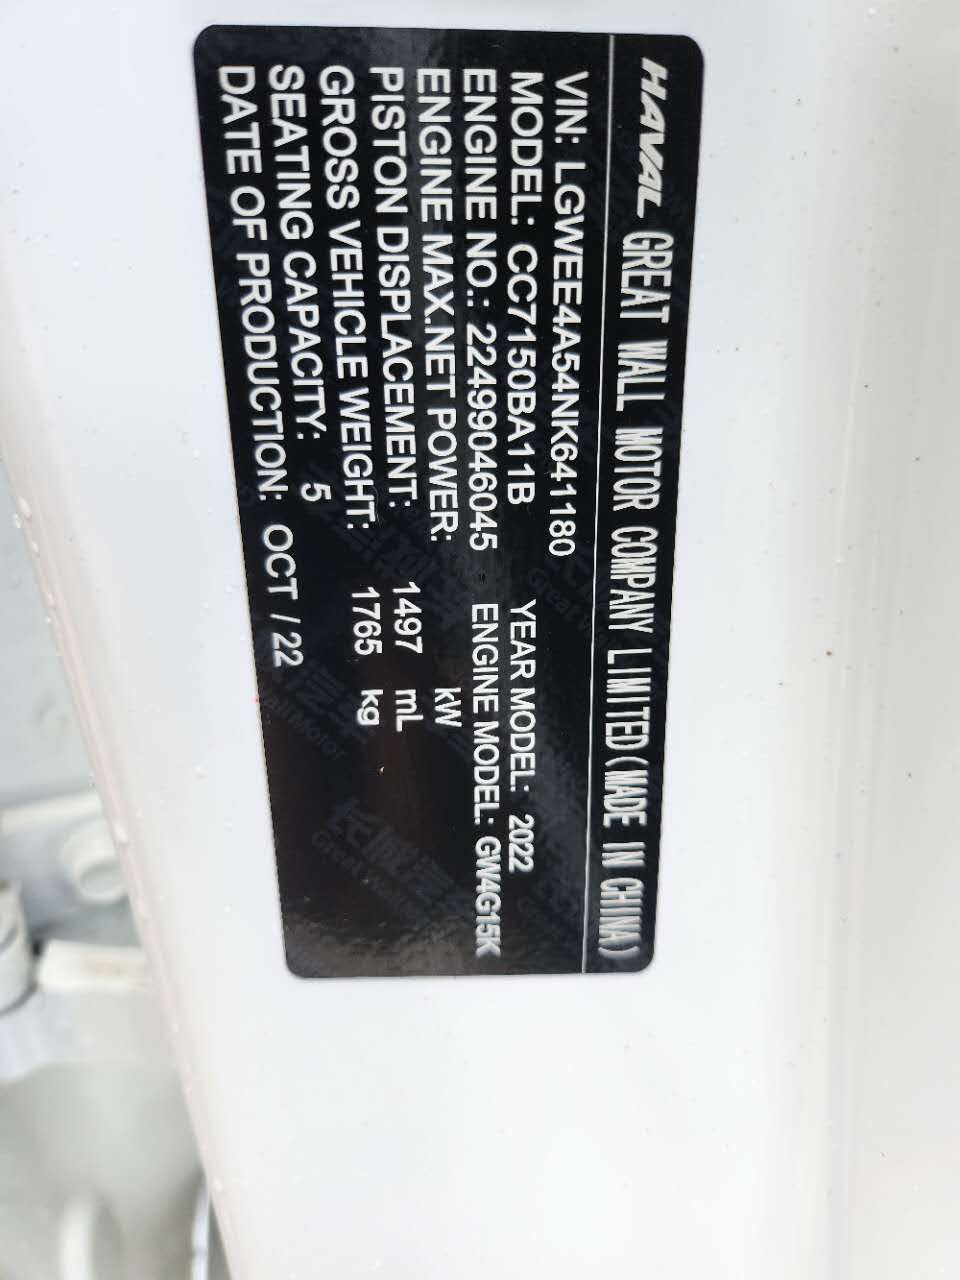 HAVAL GREAT WALL MOTOR COMPANY LIMITED(MADE IN CHINA)
VIN: LGWEE4A54NK641180
MODEL: CC7150BA11B YEAR MODEL: 2022
ENGINE NO.: 22499046045 ENGINE MODEL: GW4G15K
ENGINE MAX.NET POWER: kW
PISTON DISPLACEMENT: 1497 mL
GROSS VEHICLE WEIGHT: 1765 kg
SEATING CAPACITY: 5
DATE OF PRODUCTION: OCT / 22